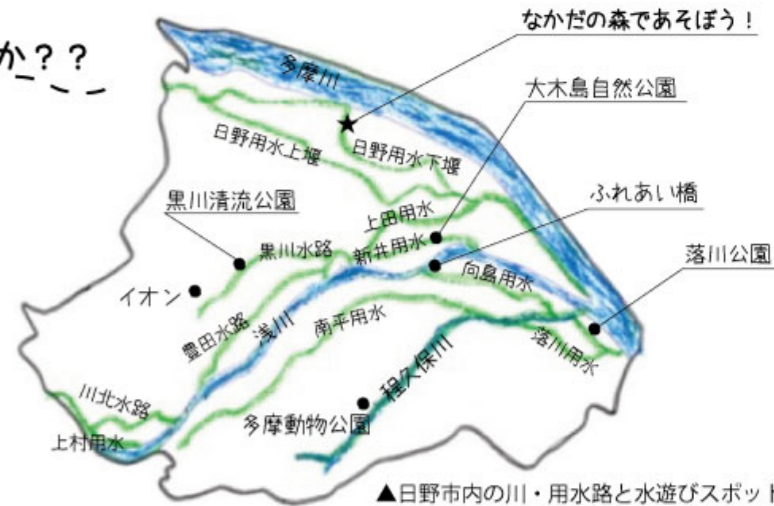 か？？
なかだの森であそぼう！
多摩川
大木島自然公園
日野用水上堰
日野用水下堰
ふれあい橋
黒川清流公園
上田用水
黒川水路
新井用水
落川公園
向島用水
イオン
豊田水路
浅川
南平用水
落川用水
程久保川
川北水路
多摩動物公園
上村用水
▲日野市内の川・用水路と水遊びスポット